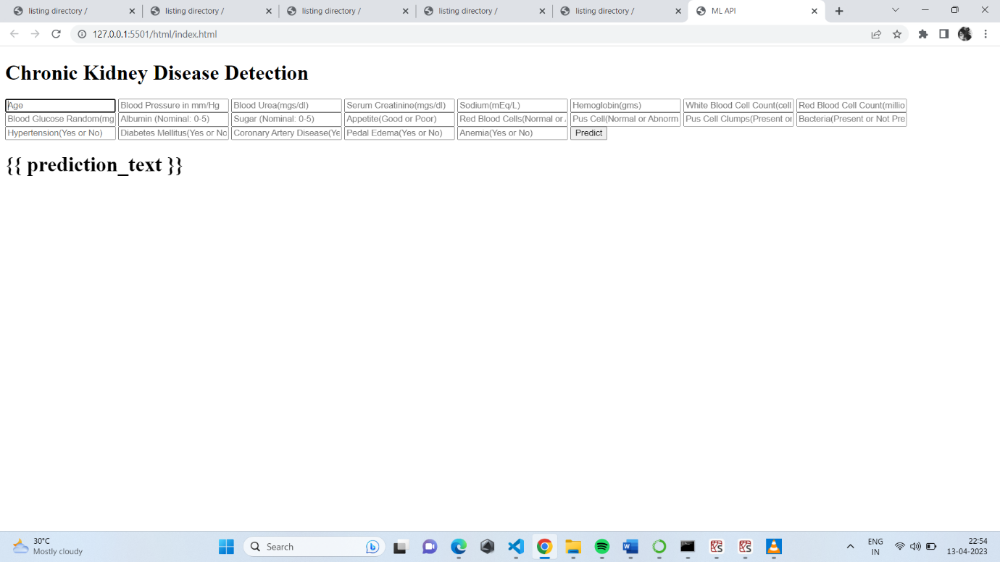 listing directory / listing directory / listing directory / listing directory / listing directory / ML API
127.0.0.1:5501/html/index.html
Chronic Kidney Disease Detection
Age Blood Pressure in mm/Hg Blood Urea(mgs/dl) Serum Creatinine(mgs/dl) Sodium(mEq/L) Hemoglobin(gms) White Blood Cell Count(cell Red Blood Cell Count(millio
Blood Glucose Random(mg Albumin (Nominal: 0-5) Sugar (Nominal: 0-5) Appetite(Good or Poor) Red Blood Cells(Normal or Pus Cell(Normal or Abnorm Pus Cell Clumps(Present or Bacteria(Present or Not Pre
Hypertension(Yes or No) Diabetes Mellitus(Yes or No Coronary Artery Disease(Ye Pedal Edema(Yes or No) Anemia(Yes or No) Predict
{{ prediction_text }}
30°C
Mostly cloudy
Search
ENG
IN
22:54
13-04-2023